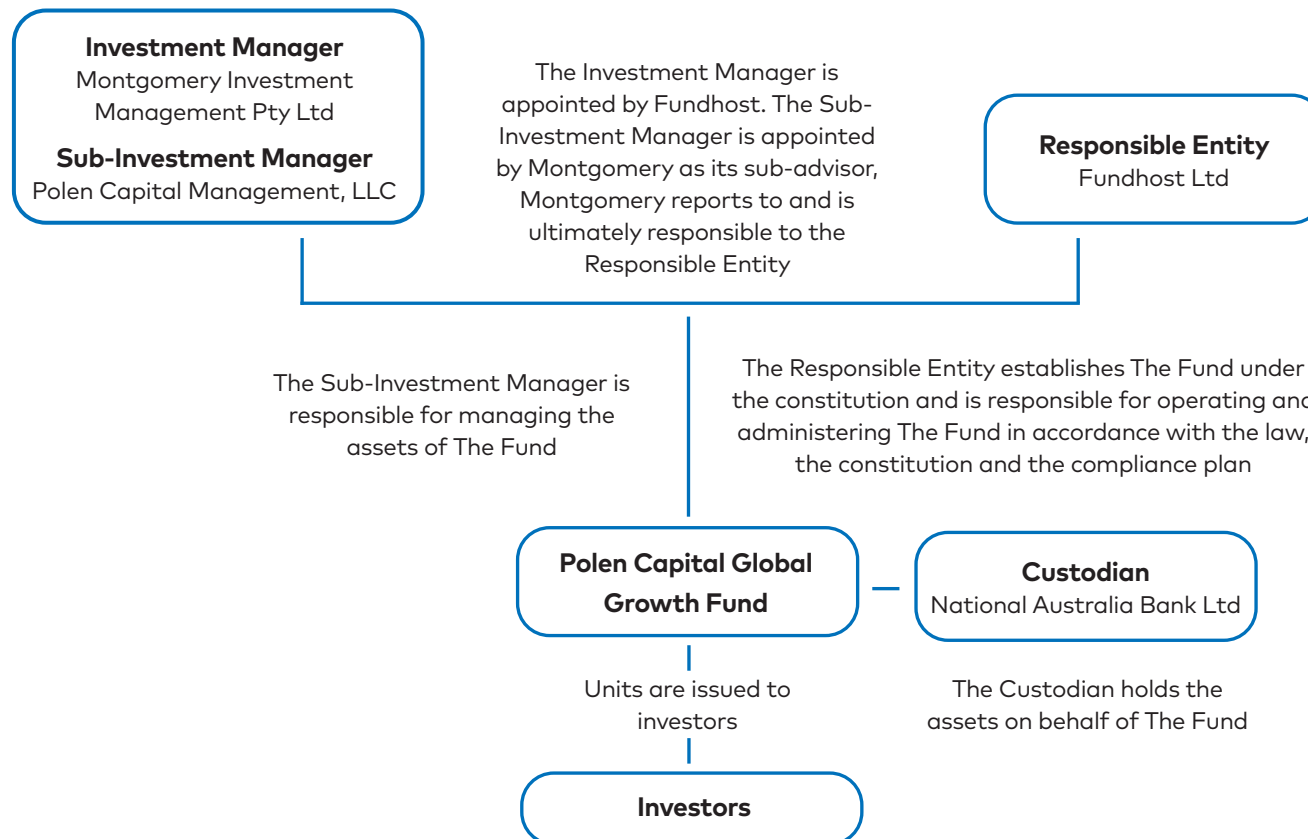 Investment Manager
Montgomery Investment
Management Pty Ltd
Sub-Investment Manager
Polen Capital Management, LLC
The Investment Manager is
appointed by Fundhost. The Sub-
Investment Manager is appointed
by Montgomery as its sub-advisor,
Montgomery reports to and is
ultimately responsible to the
Responsible Entity
Responsible Entity
Fundhost Ltd
The Sub-Investment Manager is
responsible for managing the
assets of The Fund
The Responsible Entity establishes The Fund under
the constitution and is responsible for operating and
administering The Fund in accordance with the law,
the constitution and the compliance plan
Polen Capital Global
Growth Fund
Custodian
National Australia Bank Ltd
Units are issued to
investors
The Custodian holds the
assets on behalf of The Fund
Investors